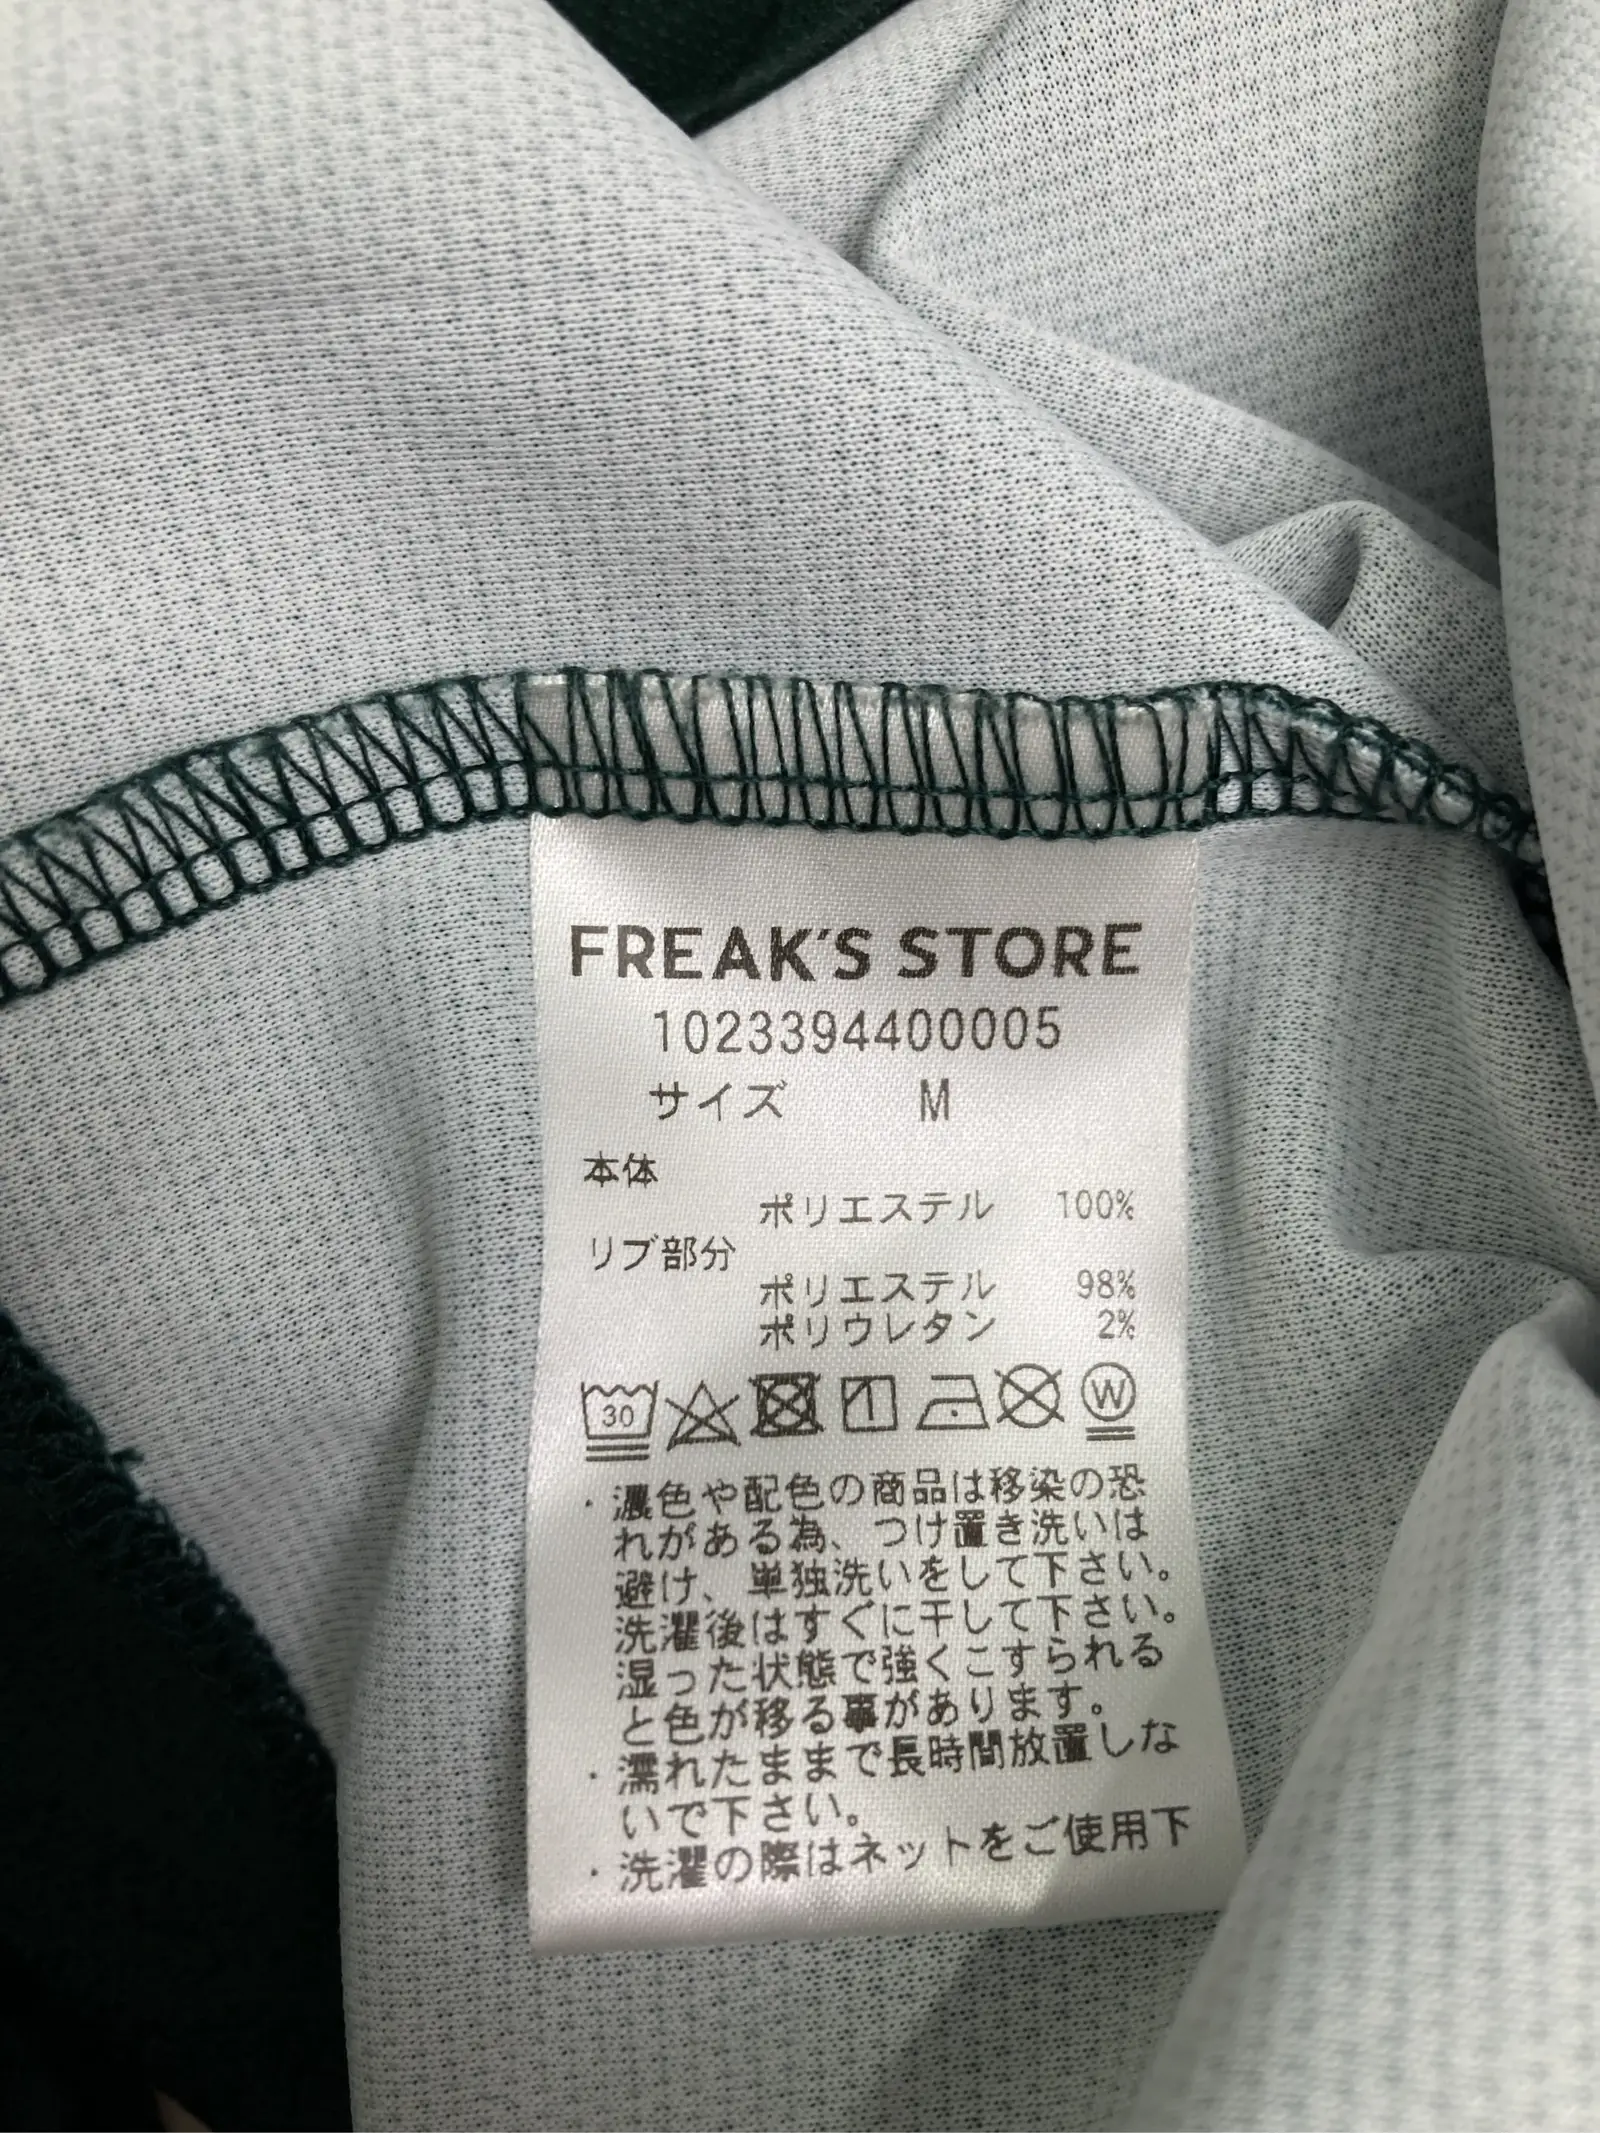 FREAK'S STORE
1023394400005
サイズ M
本体
ポリエステル 100%
リブ部分
ポリエステル 98%
ポリウレタン 2%
30 W
・濃色や配色の商品は移染の恐
れがある為、つけ置き洗いは
避け、単独洗いをして下さい。
洗濯後はすぐに干して下さい。
湿った状態で強くこすられる
と色が移る事があります。
・濡れたままで長時間放置しな
いで下さい。
・洗濯の際はネットをご使用下